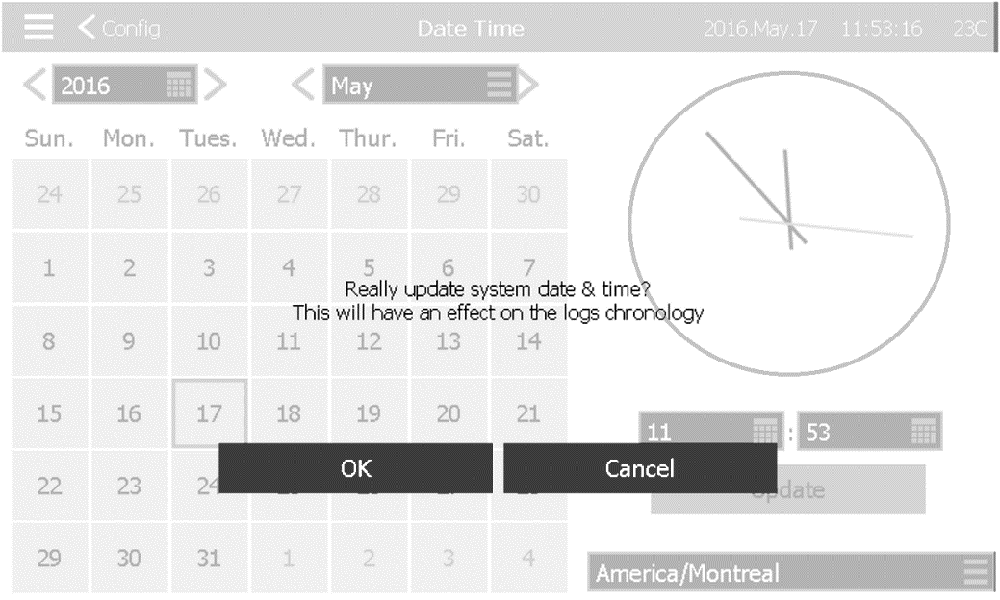 Config Date Time 2016.May.17 11:53:16 23C
2016 May
Sun. Mon. Tues. Wed. Thur. Fri. Sat.
24 25 26 27 28 29 30
1 2 3 4 5 6 7
Really update system date & time?
This will have an effect on the logs chronology
8 9 10 11 12 13 14
15 16 17 18 19 20 21
11 : 53
OK Cancel
22 23 24
Update
29 30 31 1 2 3 4
America/Montreal